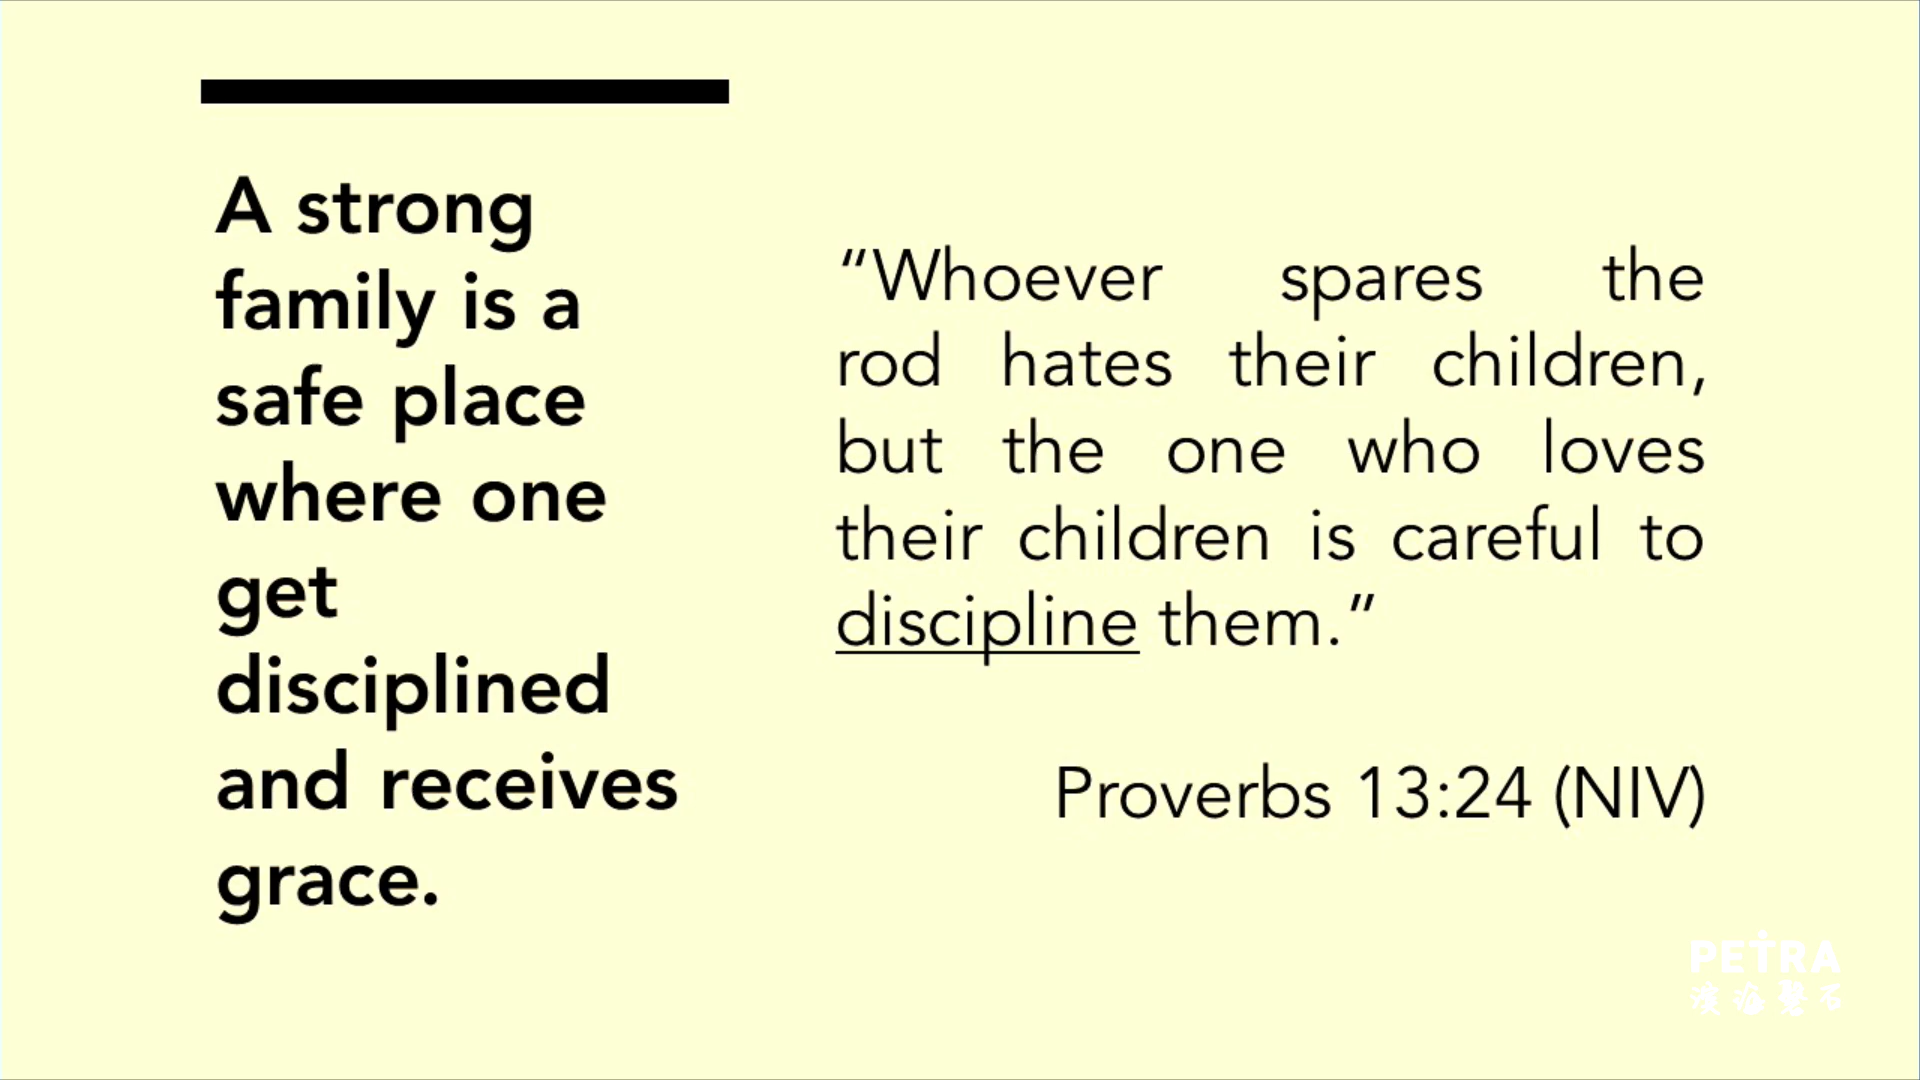 A strong
family is a
safe place
where one
get
disciplined
and receives
grace.
“Whoever spares the
rod hates their children,
but the one who loves
their children is careful to
discipline them.”
Proverbs 13:24 (NIV)
PETRA